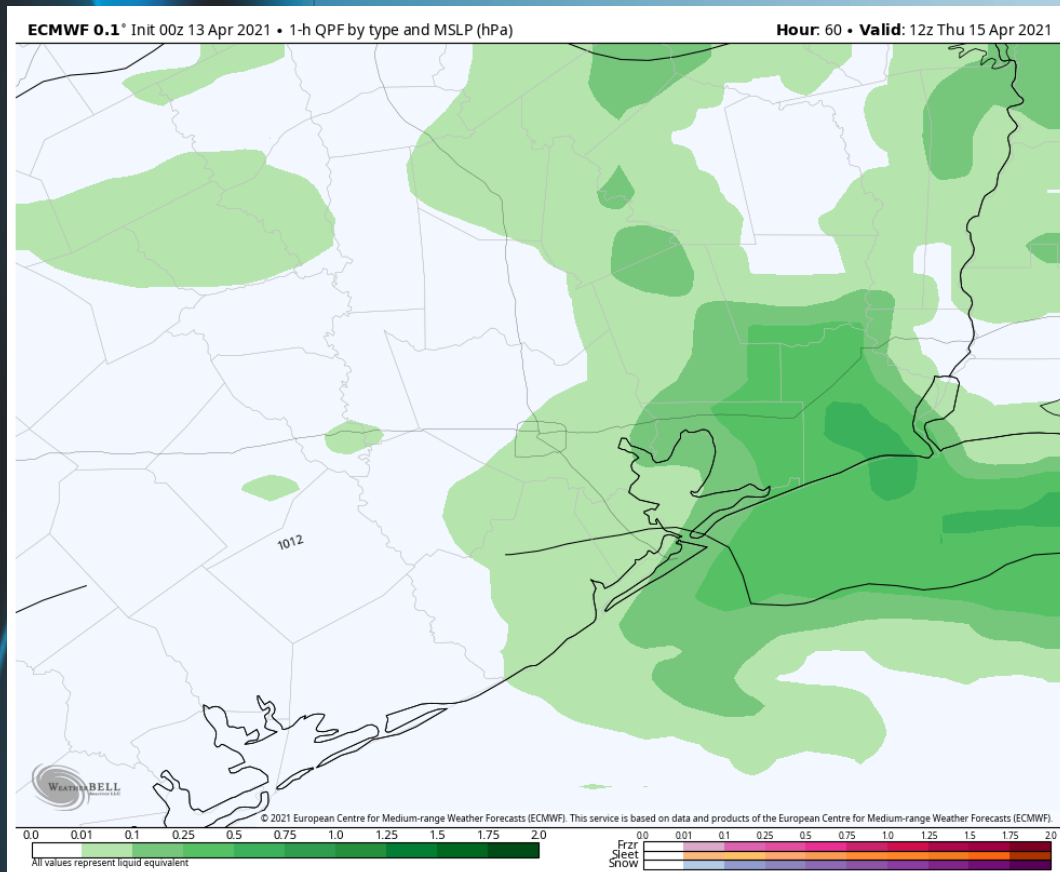 ECMWF 0.1° Init 00z 13 Apr 2021 • 1-h QPF by type and MSLP (hPa) Hour: 60 • Valid: 12z Thu 15 Apr 2021
1012
WEATHERBELL
Analytics LLC
© 2021 European Centre for Medium-range Weather Forecasts (ECMWF). This service is based on data and products of the European Centre for Medium-range Weather Forecasts (ECMWF).
0.0 0.01 0.1 0.25 0.5 0.75 1.0 1.25 1.5 1.75 2.0
All values represent liquid equivalent
0.0 0.01 0.1 0.25 0.5 0.75 1.0 1.25 1.5 1.75 2.0
Frzr
Sleet
Snow